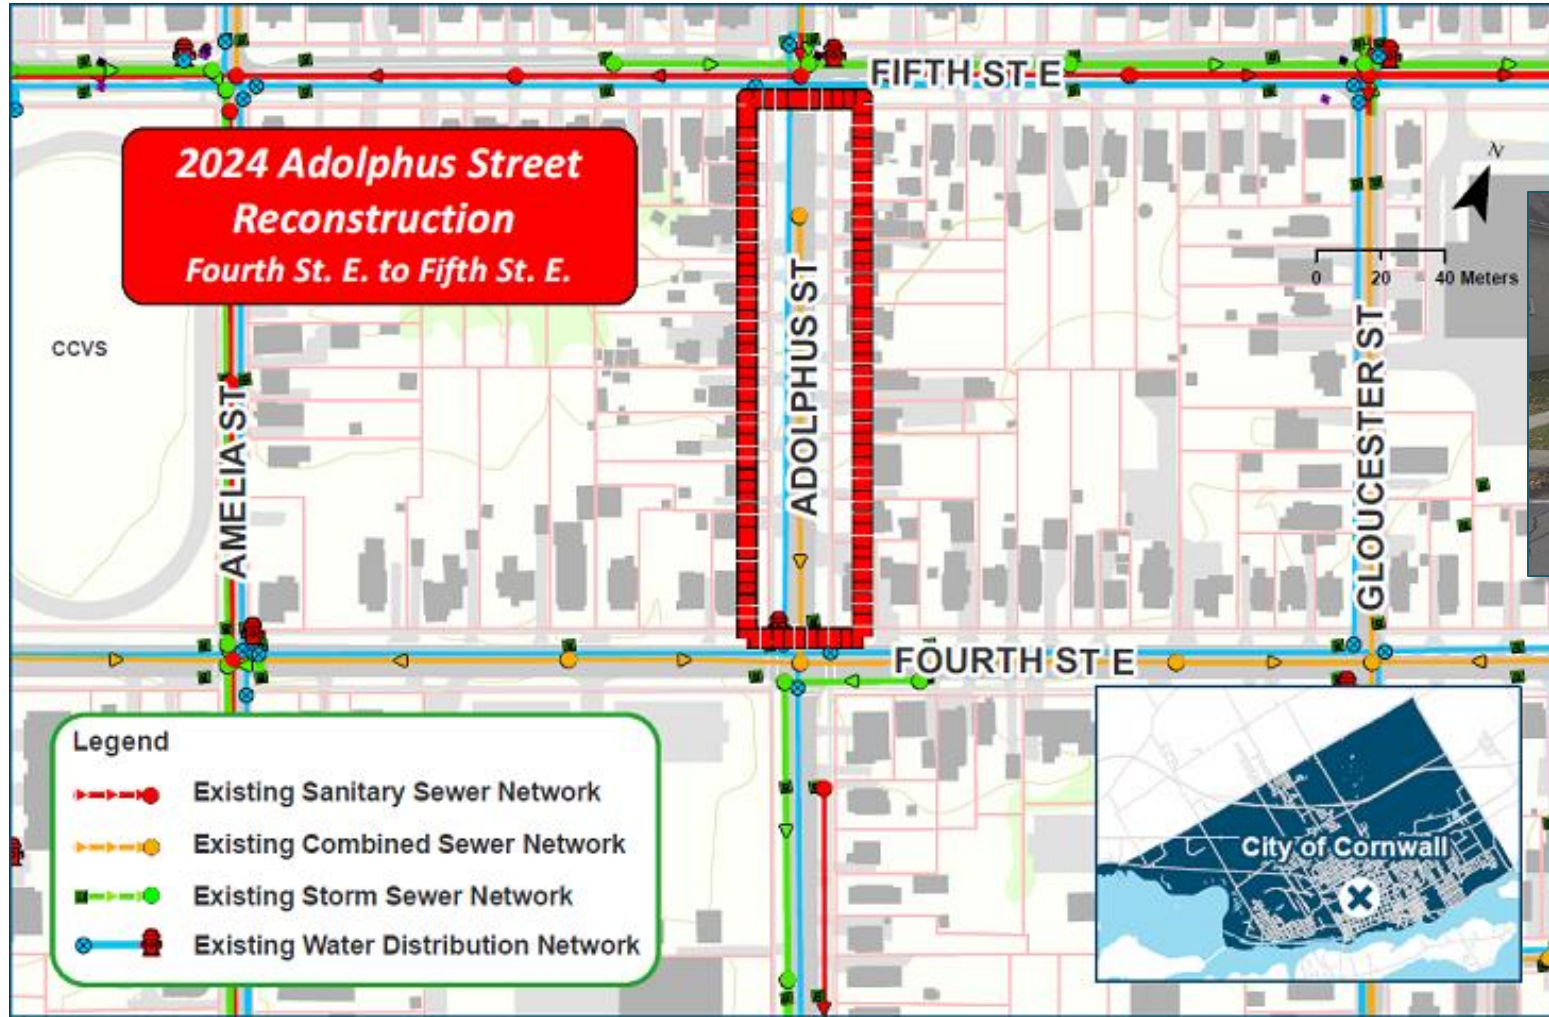 FIFTH ST E
2024 Adolphus Street
Reconstruction
Fourth St. E. to Fifth St. E.
N
0 20 40 Meters
CCVS
AMELIA ST
ADOLPHUS ST
GLOUCESTER ST
FOURTH ST E
Legend
Existing Sanitary Sewer Network
Existing Combined Sewer Network
Existing Storm Sewer Network
Existing Water Distribution Network
City of Cornwall